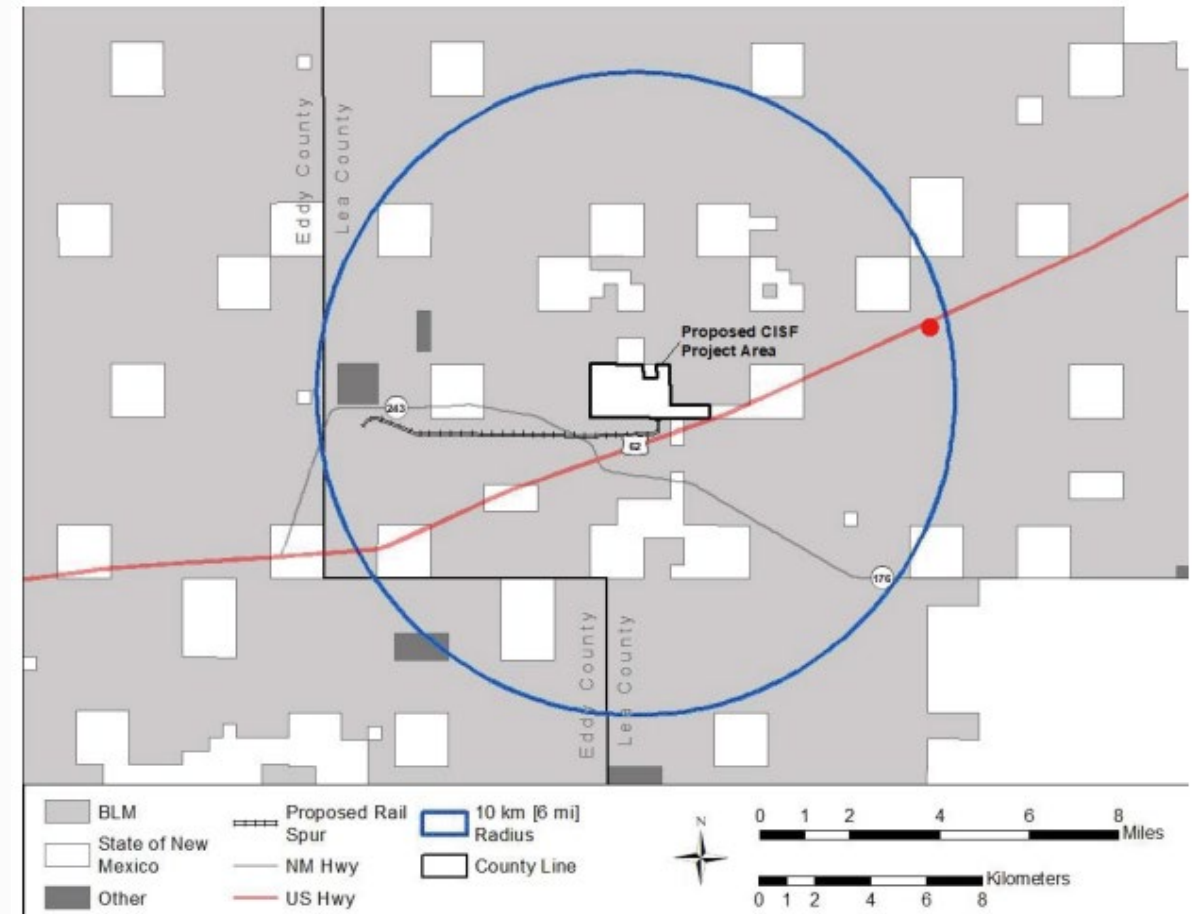 Eddy County
Lea County
Proposed CISF
Project Area
243
62
176
Eddy County
Lea County
BLM
State of New
Mexico
Other
Proposed Rail
Spur
NM Hwy
US Hwy
10 km [6 mi]
Radius
County Line
N
0 1 2 4 6 8
Miles
Kilometers
0 1 2 4 6 8